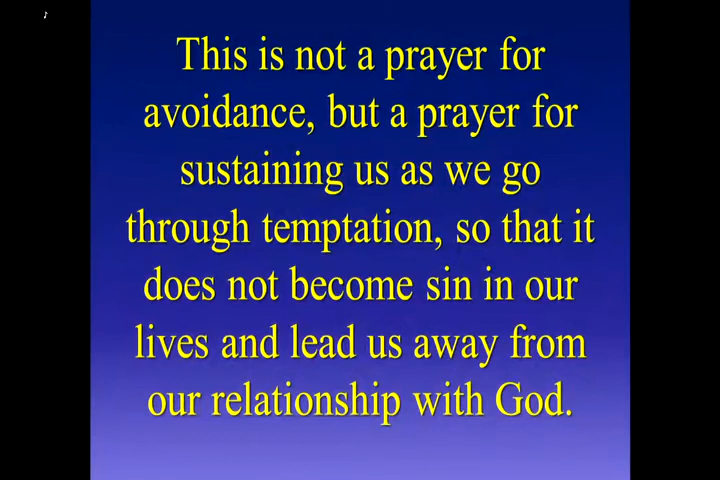 This is not a prayer for
avoidance, but a prayer for
sustaining us as we go
through temptation, so that it
does not become sin in our
lives and lead us away from
our relationship with God.